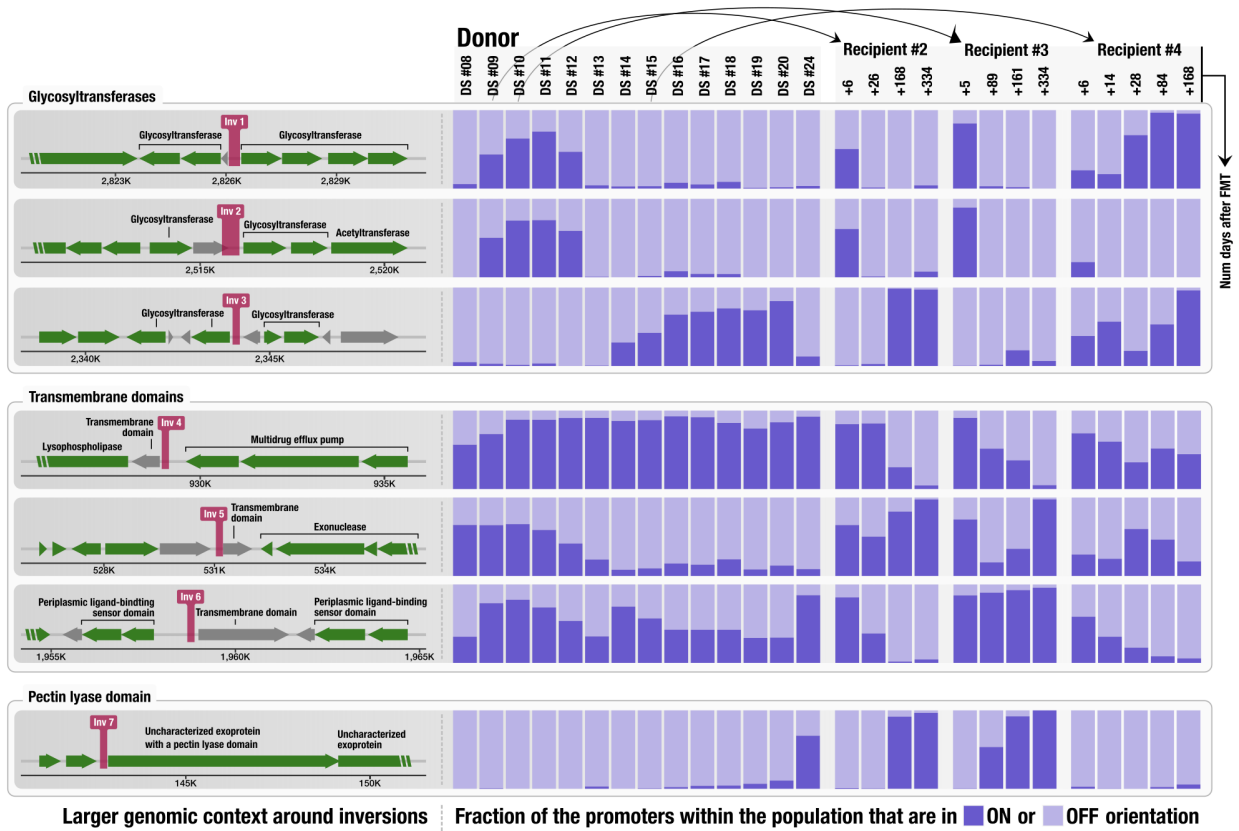 Donor
DS #08
DS #09
DS #10
DS #11
DS #12
DS #13
DS #14
DS #15
DS #16
DS #17
DS #18
DS #19
DS #20
DS #24
Recipient #2
+6
+26
+168
+334
Recipient #3
+5
+89
+161
+334
Recipient #4
+6
+14
+28
+84
+168
Num days after FMT
Glycosyltransferases
Inv 1
Glycosyltransferase
Glycosyltransferase
2,823K
2,826K
2,829K
Inv 2
Glycosyltransferase
Glycosyltransferase
Acetyltransferase
2,515K
2,520K
Inv 3
Glycosyltransferase
Glycosyltransferase
2,340K
2,345K
Transmembrane domains
Transmembrane
domain
Inv 4
Lysophospholipase
Multidrug efflux pump
930K
935K
Inv 5
Transmembrane
domain
Exonuclease
528K
531K
534K
Periplasmic ligand-bindting
sensor domain
Inv 6
Transmembrane domain
Periplasmic ligand-binding
sensor domain
1,955K
1,960K
1,965K
Pectin lyase domain
Inv 7
Uncharacterized exoprotein
with a pectin lyase domain
Uncharacterized
exoprotein
145K
150K
Larger genomic context around inversions
Fraction of the promoters within the population that are in ON or OFF orientation